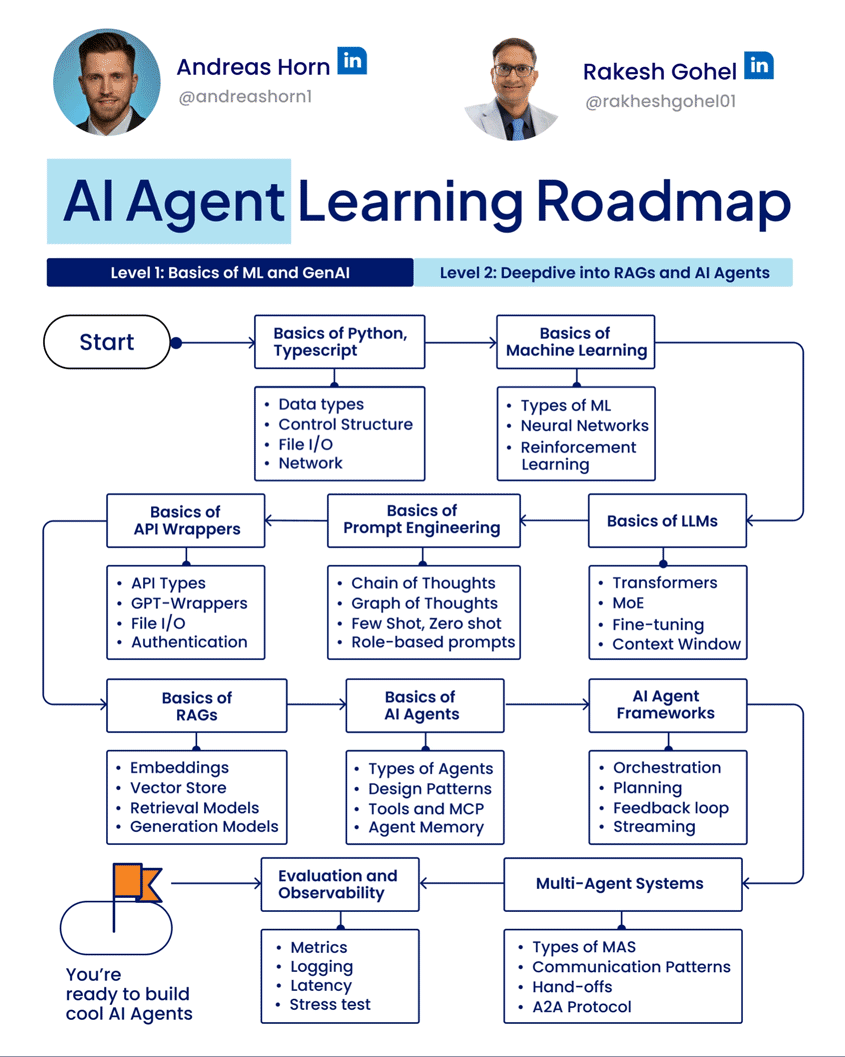 Andreas Horn in
@andreashorn1
Rakesh Gohel in
@rakheshgohel01
AI Agent Learning Roadmap
Level 1: Basics of ML and GenAI
Level 2: Deepdive into RAGs and AI Agents
Start
Basics of Python,
Typescript
• Data types
• Control Structure
• File I/O
• Network
Basics of
Machine Learning
• Types of ML
• Neural Networks
• Reinforcement
Learning
Basics of LLMs
• Transformers
• MoE
• Fine-tuning
• Context Window
Basics of
Prompt Engineering
• Chain of Thoughts
• Graph of Thoughts
• Few Shot, Zero shot
• Role-based prompts
Basics of
API Wrappers
• API Types
• GPT-Wrappers
• File I/O
• Authentication
Basics of
RAGs
• Embeddings
• Vector Store
• Retrieval Models
• Generation Models
Basics of
AI Agents
• Types of Agents
• Design Patterns
• Tools and MCP
• Agent Memory
AI Agent
Frameworks
• Orchestration
• Planning
• Feedback loop
• Streaming
Multi-Agent Systems
• Types of MAS
• Communication Patterns
• Hand-offs
• A2A Protocol
Evaluation and
Observability
• Metrics
• Logging
• Latency
• Stress test
You're
ready to build
cool AI Agents